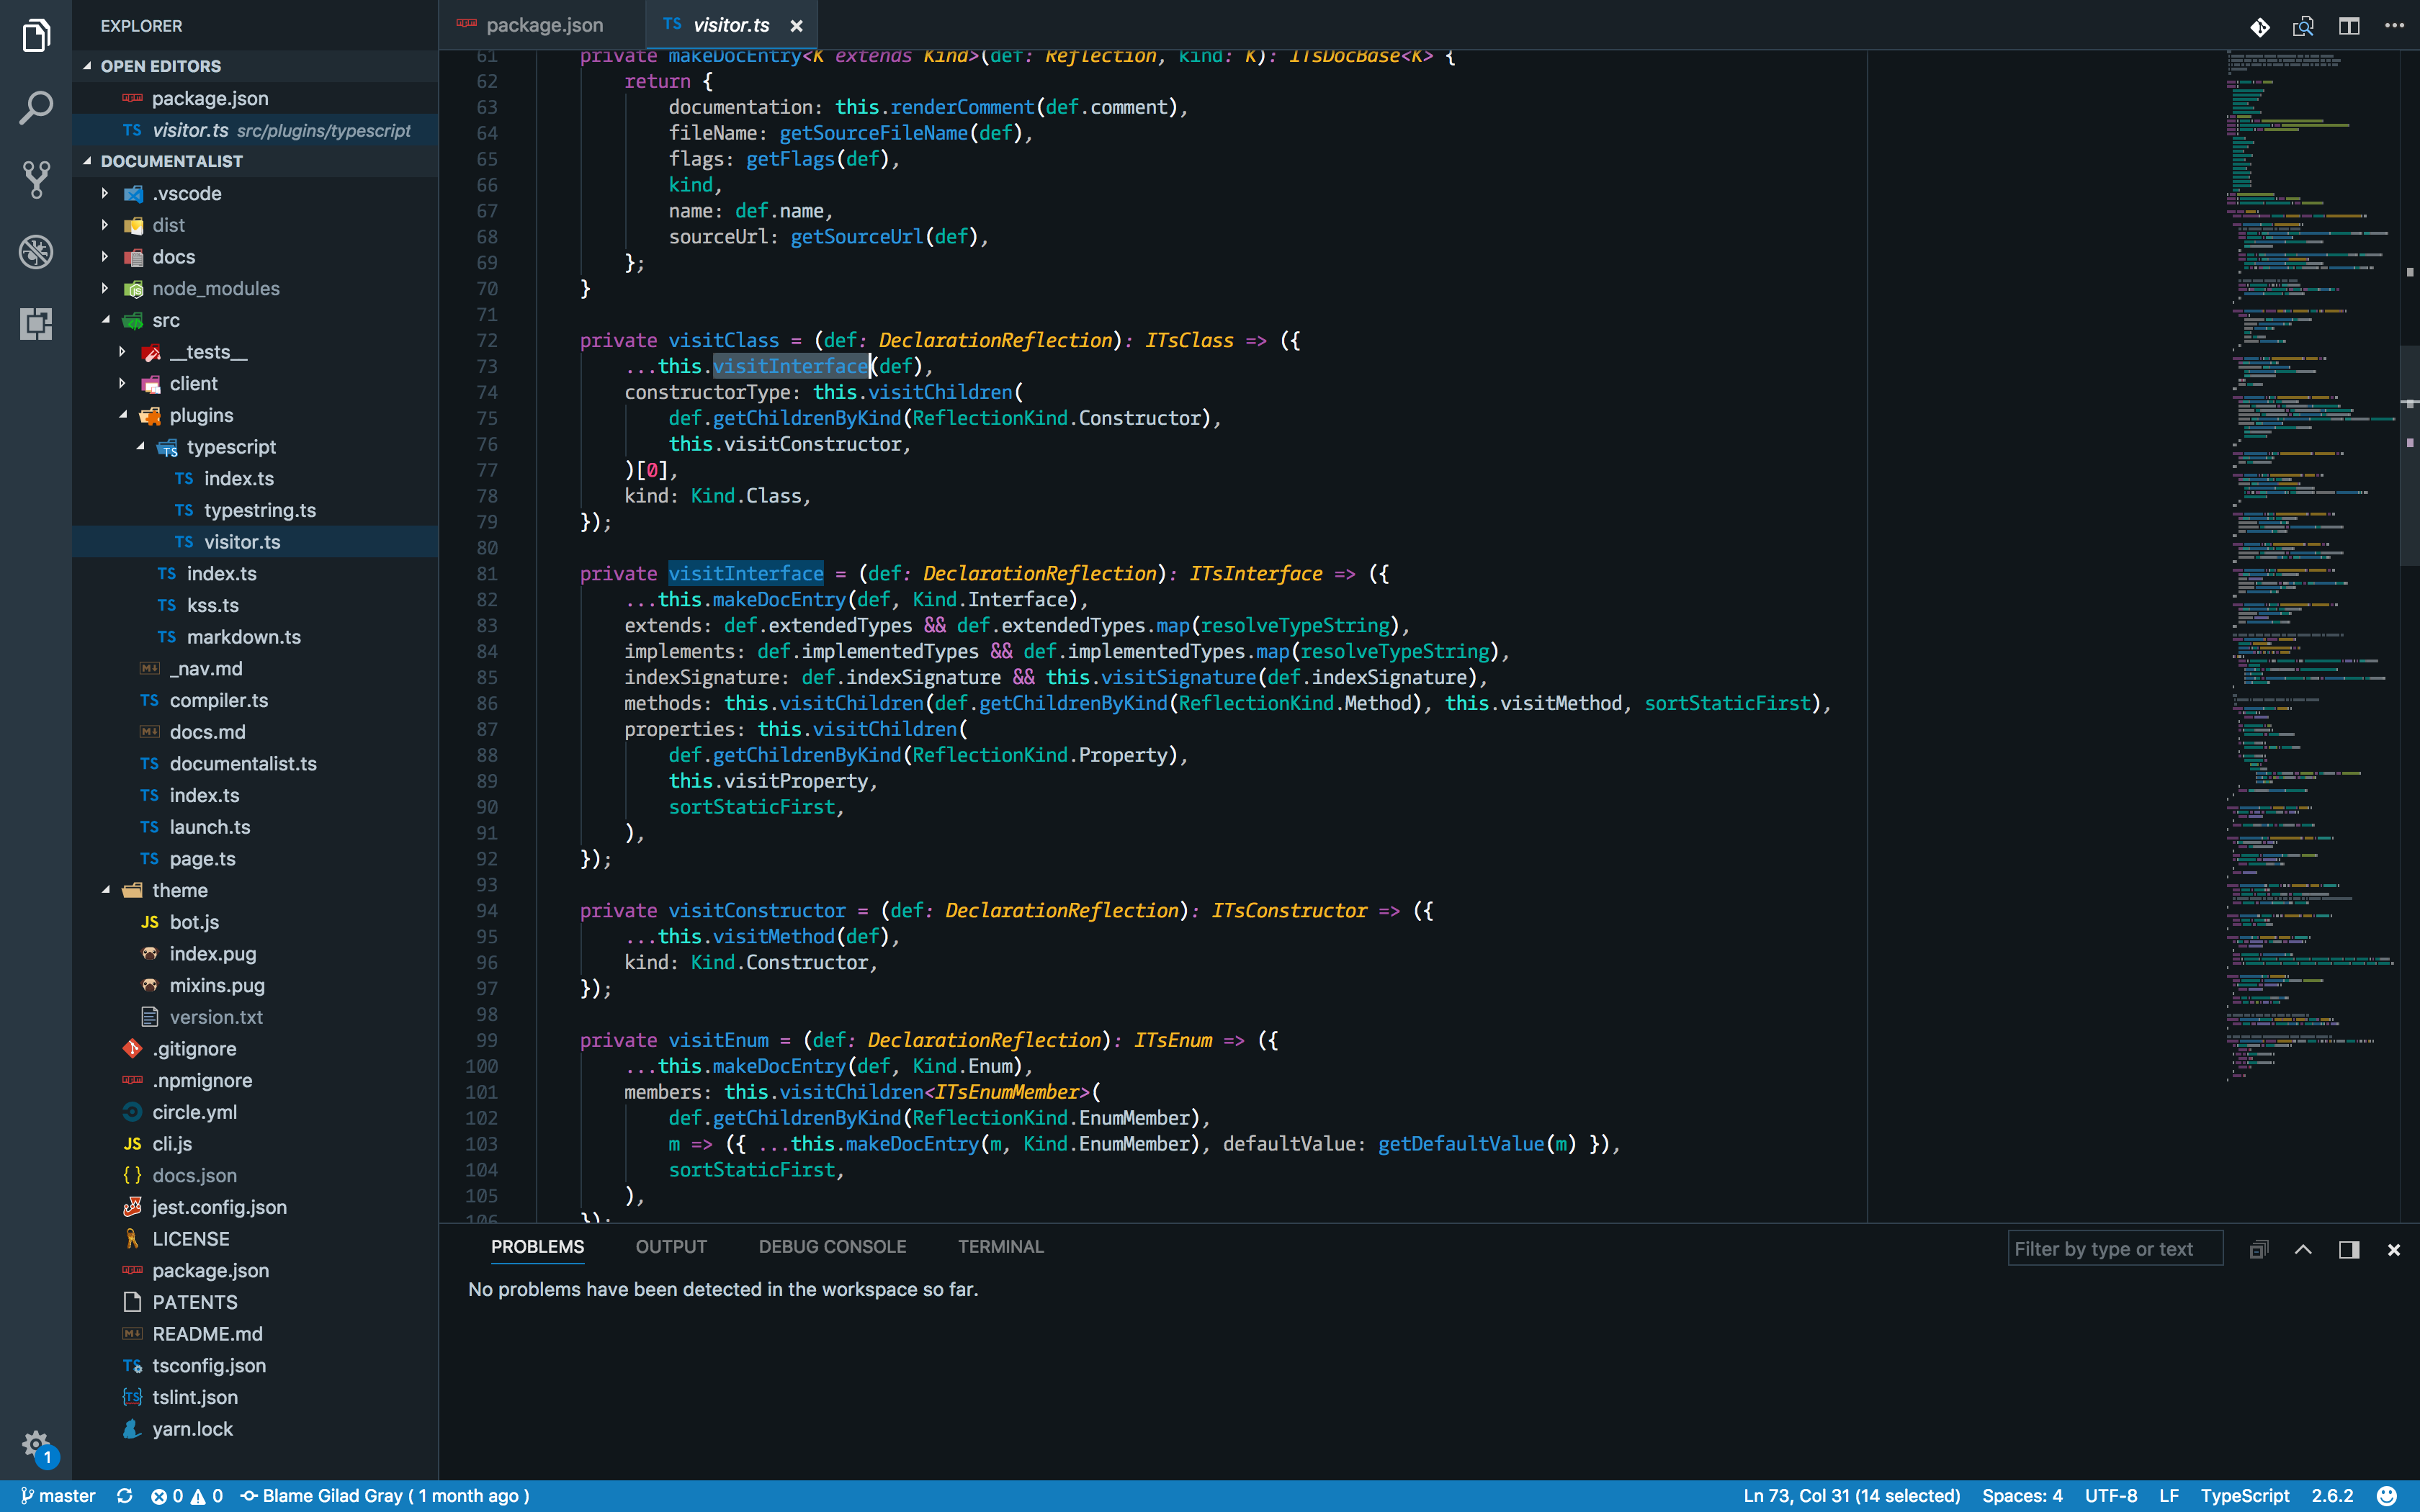 EXPLORER
OPEN EDITORS
package.json
visitor.ts src/plugins/typescript
DOCUMENTALIST
.vscode
dist
docs
node_modules
src
__tests__
client
plugins
typescript
TS index.ts
TS typestring.ts
TS visitor.ts
TS index.ts
TS kss.ts
TS markdown.ts
_nav.md
TS compiler.ts
docs.md
TS documentalist.ts
TS index.ts
TS launch.ts
TS page.ts
theme
JS bot.js
index.pug
mixins.pug
version.txt
.gitignore
.npmignore
circle.yml
JS cli.js
{ } docs.json
jest.config.json
LICENSE
package.json
PATENTS
README.md
tsconfig.json
tslint.json
yarn.lock
1
package.json
TS visitor.ts
61 private makeDocEntry<K extends Kind>(def: Reflection, kind: K): ITsDocBase<K> {
62 return {
63 documentation: this.renderComment(def.comment),
64 fileName: getSourceFileName(def),
65 flags: getFlags(def),
66 kind,
67 name: def.name,
68 sourceUrl: getSourceUrl(def),
69 };
70 }
71
72 private visitClass = (def: DeclarationReflection): ITsClass => ({
73 ...this.visitInterface(def),
74 constructorType: this.visitChildren(
75 def.getChildrenByKind(ReflectionKind.Constructor),
76 this.visitConstructor,
77 )[0],
78 kind: Kind.Class,
79 });
80
81 private visitInterface = (def: DeclarationReflection): ITsInterface => ({
82 ...this.makeDocEntry(def, Kind.Interface),
83 extends: def.extendedTypes && def.extendedTypes.map(resolveTypeString),
84 implements: def.implementedTypes && def.implementedTypes.map(resolveTypeString),
85 indexSignature: def.indexSignature && this.visitSignature(def.indexSignature),
86 methods: this.visitChildren(def.getChildrenByKind(ReflectionKind.Method), this.visitMethod, sortStaticFirst),
87 properties: this.visitChildren(
88 def.getChildrenByKind(ReflectionKind.Property),
89 this.visitProperty,
90 sortStaticFirst,
91 ),
92 });
93
94 private visitConstructor = (def: DeclarationReflection): ITsConstructor => ({
95 ...this.visitMethod(def),
96 kind: Kind.Constructor,
97 });
98
99 private visitEnum = (def: DeclarationReflection): ITsEnum => ({
100 ...this.makeDocEntry(def, Kind.Enum),
101 members: this.visitChildren<ITsEnumMember>(
102 def.getChildrenByKind(ReflectionKind.EnumMember),
103 m => ({ ...this.makeDocEntry(m, Kind.EnumMember), defaultValue: getDefaultValue(m) }),
104 sortStaticFirst,
105 ),
106 });
PROBLEMS OUTPUT DEBUG CONSOLE TERMINAL Filter by type or text
No problems have been detected in the workspace so far.
master 0 0 Blame Gilad Gray ( 1 month ago ) Ln 73, Col 31 (14 selected) Spaces: 4 UTF-8 LF TypeScript 2.6.2